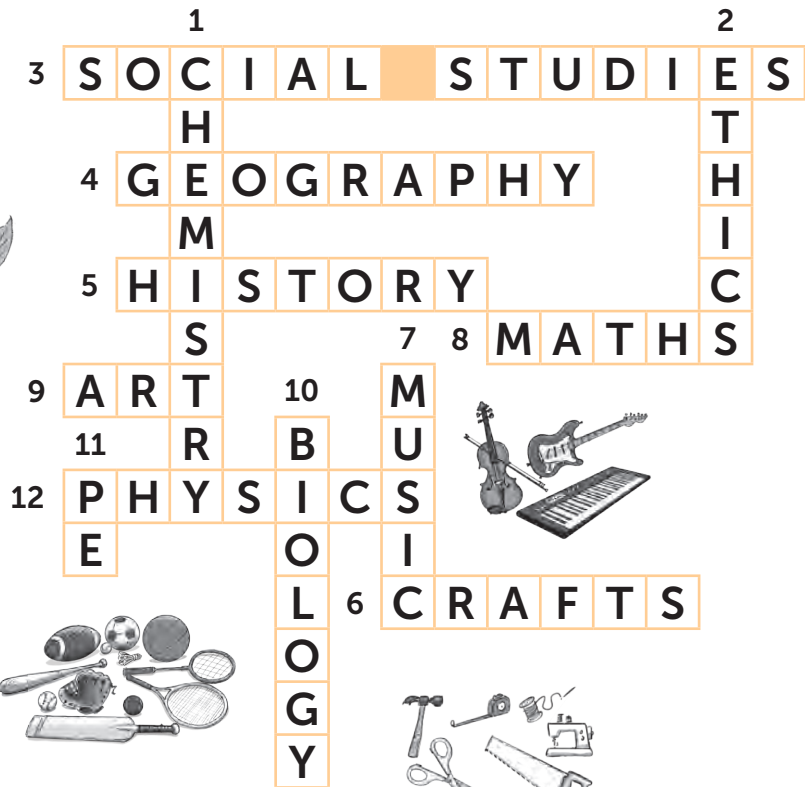 1 2
3 SOCIAL STUDIES
H T
4 GEOGRAPHY H
M I
5 HISTORY C
S 7 8 MATHS
9 ART 10 M
11 R B U
12 PHYSICS
E O I
L 6 CRAFTS
O
G
Y